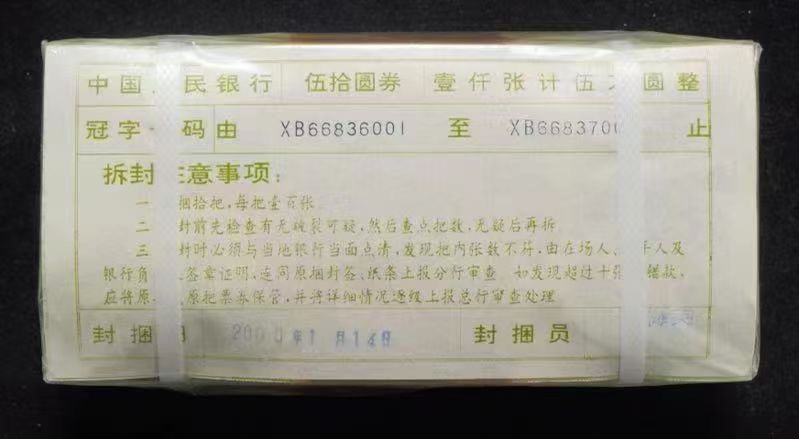 中国 民银行 伍拾圆券 壹仟张计伍 圆整
冠字 码由 XB66836001 至 XB668370 止
拆封 意事项：
一 捆拾把，每把壹百张
二 封前先检查有无破裂可疑，然后查点把数，无疑后再拆
三 封时必须与当地银行当面点清，发现把内张数不符，由在场人 人及
银行负 签章证明，连同原捆封签、纸条上报分行审查 如发现超过十张 错款，
应将原 原把票券保管，并将详细情况逐级上报总行审查处理
封捆 200 年1月14日 封捆员